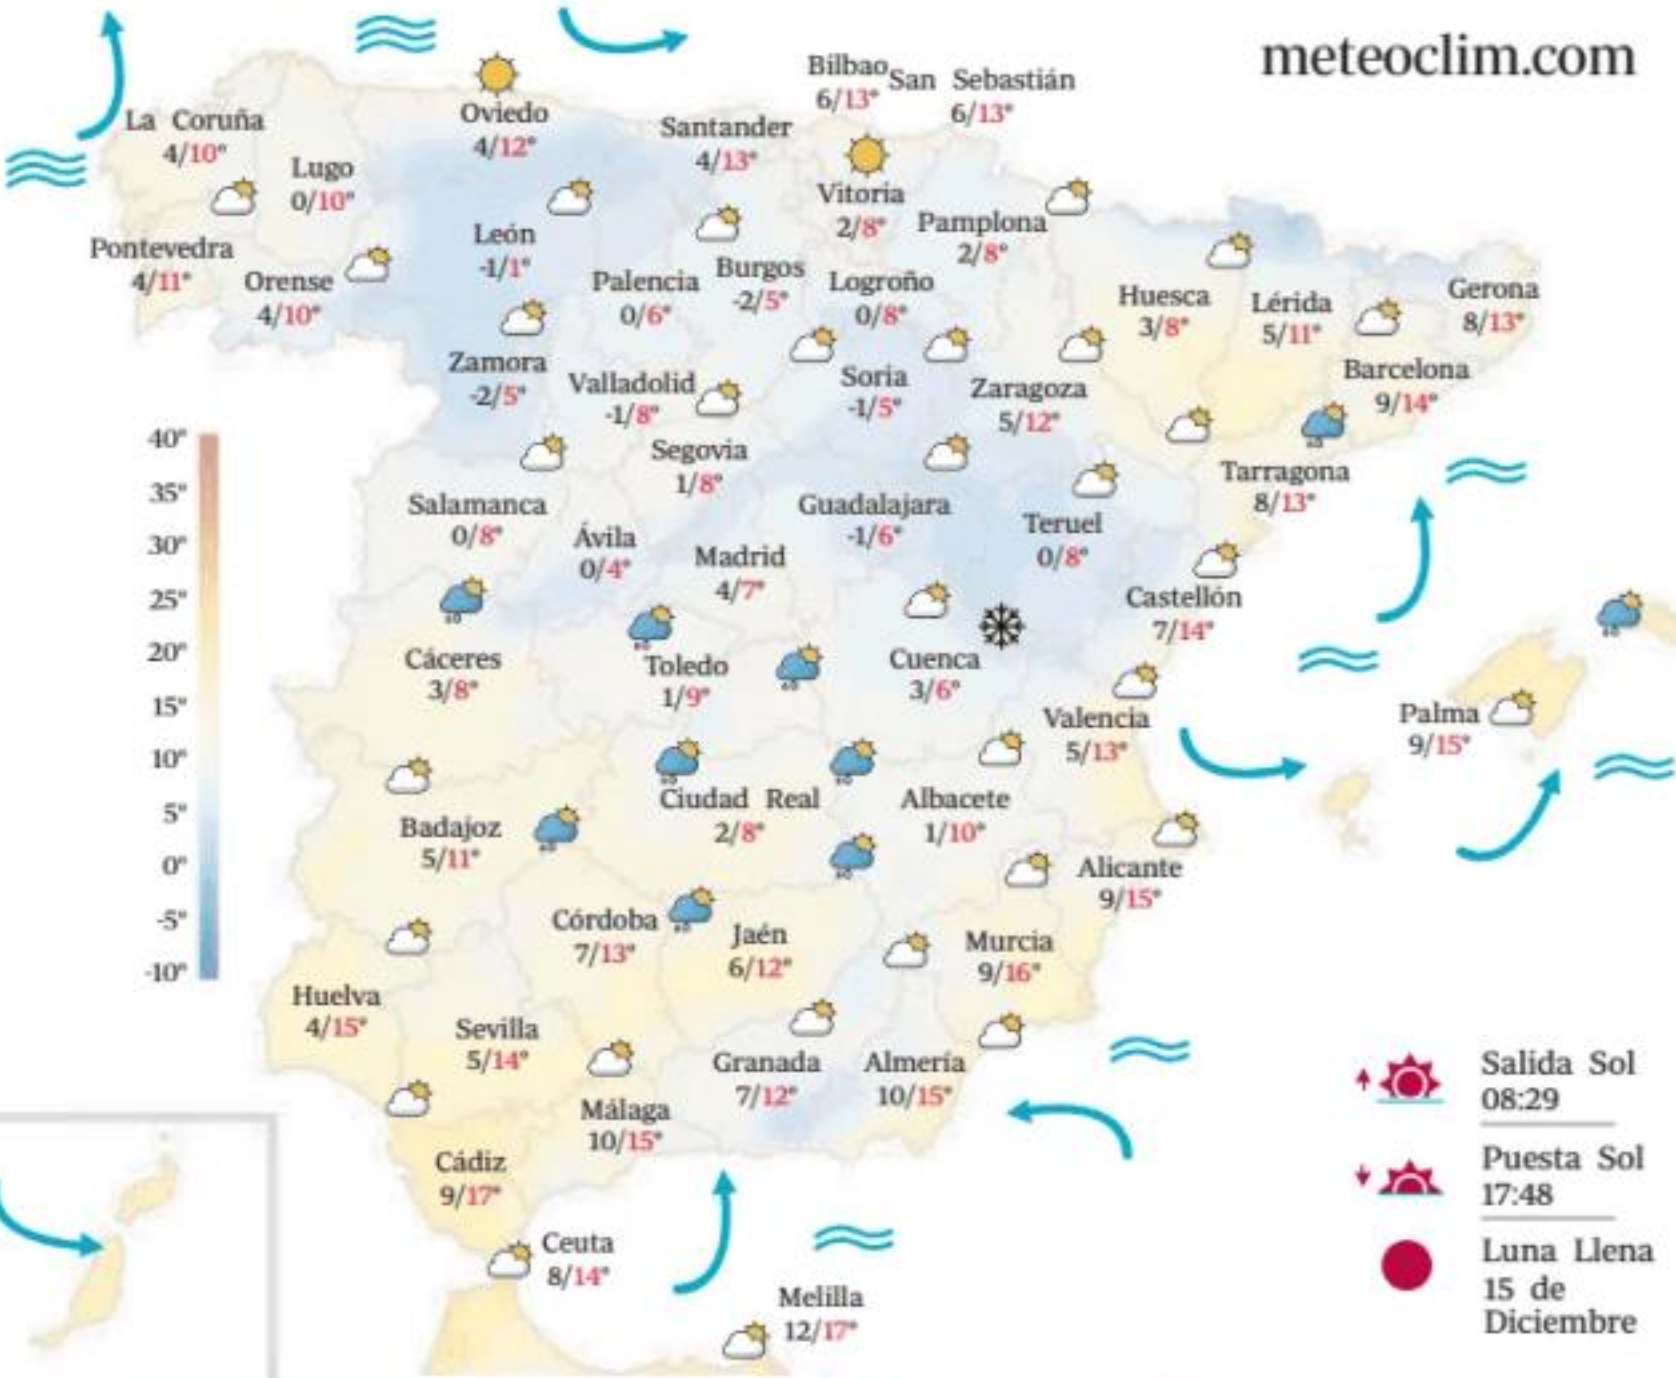 meteoclim.com
Bilbao
6/13°
San Sebastián
6/13°
La Coruña
4/10°
Oviedo
4/12°
Santander
4/13°
Lugo
0/10°
Vitoria
2/8°
Pamplona
2/8°
Pontevedra
4/11°
Orense
4/10°
León
-1/1°
Palencia
0/6°
Burgos
-2/5°
Logroño
0/8°
Huesca
3/8°
Lérida
5/11°
Gerona
8/13°
Zamora
-2/5°
Valladolid
-1/8°
Soria
-1/5°
Zaragoza
5/12°
Barcelona
9/14°
Segovia
1/8°
Tarragona
8/13°
Salamanca
0/8°
Ávila
0/4°
Madrid
4/7°
Guadalajara
-1/6°
Teruel
0/8°
Castellón
7/14°
Cáceres
3/8°
Toledo
1/9°
Cuenca
3/6°
Valencia
5/13°
Palma
9/15°
Badajoz
5/11°
Ciudad Real
2/8°
Albacete
1/10°
Alicante
9/15°
Córdoba
7/13°
Jaén
6/12°
Murcia
9/16°
Huelva
4/15°
Sevilla
5/14°
Granada
7/12°
Almería
10/15°
Málaga
10/15°
Cádiz
9/17°
Ceuta
8/14°
Melilla
12/17°
40°
35°
30°
25°
20°
15°
10°
5°
0°
-5°
-10°
Salida Sol
08:29
Puesta Sol
17:48
Luna Llena
15 de
Diciembre